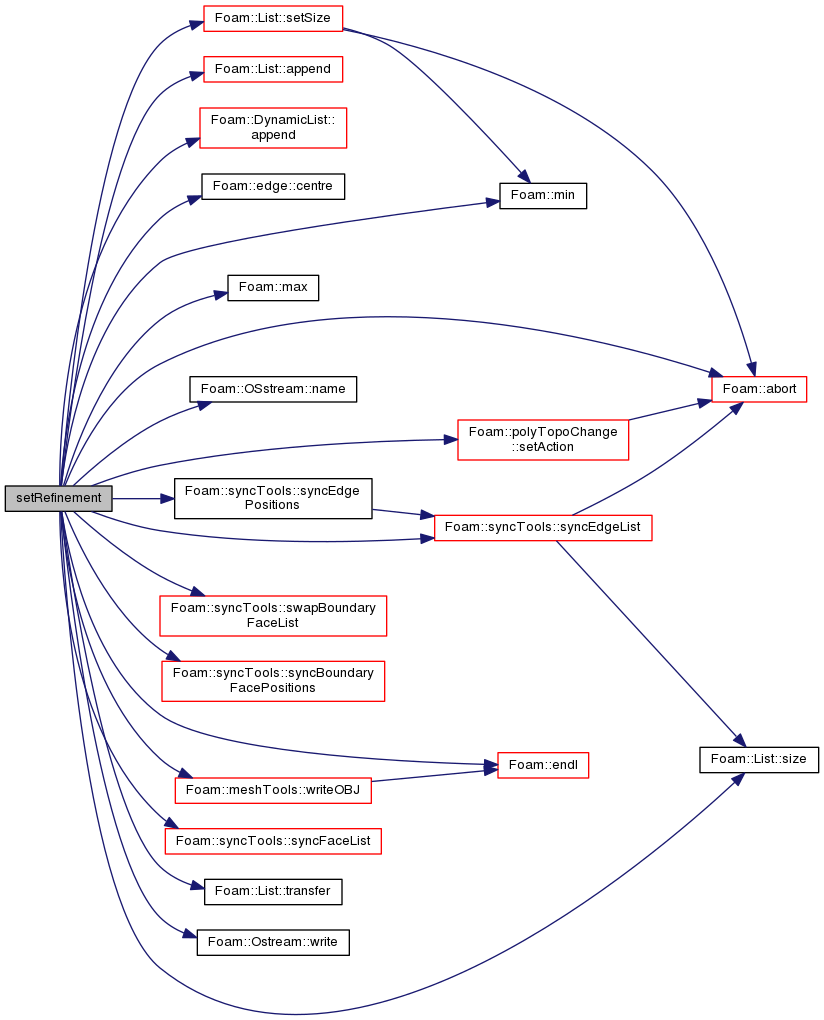 Foam::List::setSize
Foam::List::append
Foam::DynamicList::
append
Foam::edge::centre
Foam::min
Foam::max
Foam::abort
Foam::OSstream::name
Foam::polyTopoChange
::setAction
setRefinement
Foam::syncTools::syncEdge
Positions
Foam::syncTools::syncEdgeList
Foam::syncTools::swapBoundary
FaceList
Foam::syncTools::syncBoundary
FacePositions
Foam::endl
Foam::List::size
Foam::meshTools::writeOBJ
Foam::syncTools::syncFaceList
Foam::List::transfer
Foam::Ostream::write